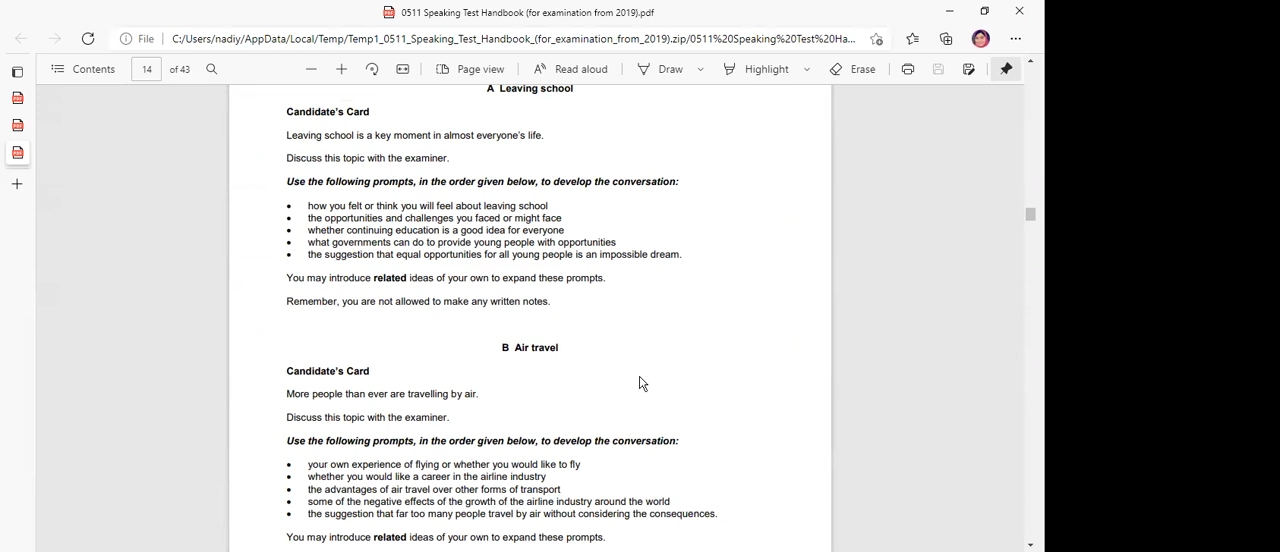 0511 Speaking Test Handbook (for examination from 2019).pdf
File C:/Users/nadiy/AppData/Local/Temp/Temp1_0511_Speaking_Test_Handbook_(for_examination_from_2019).zip/0511%20Speaking%20Test%20Ha...
Contents 14 of 43 Page view Read aloud Draw Highlight Erase
A Leaving school
Candidate's Card
Leaving school is a key moment in almost everyone's life.
Discuss this topic with the examiner.
Use the following prompts, in the order given below, to develop the conversation:
• how you felt or think you will feel about leaving school
• the opportunities and challenges you faced or might face
• whether continuing education is a good idea for everyone
• what governments can do to provide young people with opportunities
• the suggestion that equal opportunities for all young people is an impossible dream.
You may introduce related ideas of your own to expand these prompts.
Remember, you are not allowed to make any written notes.
B Air travel
Candidate's Card
More people than ever are travelling by air.
Discuss this topic with the examiner.
Use the following prompts, in the order given below, to develop the conversation:
• your own experience of flying or whether you would like to fly
• whether you would like a career in the airline industry
• the advantages of air travel over other forms of transport
• some of the negative effects of the growth of the airline industry around the world
• the suggestion that far too many people travel by air without considering the consequences.
You may introduce related ideas of your own to expand these prompts.